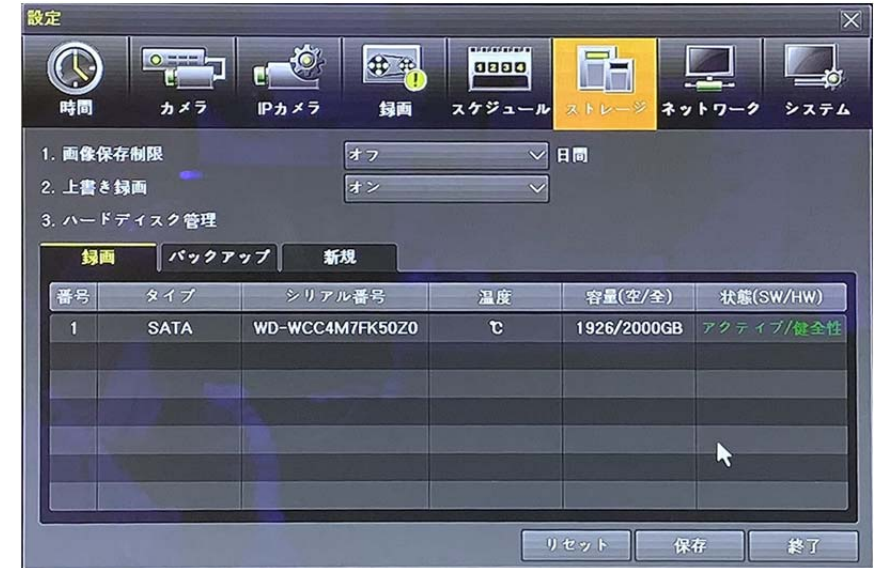 設定
時間 カメラ IPカメラ 録画 スケジュール ストレージ ネットワーク システム
1. 画像保存制限 オフ 日間
2. 上書き録画 オン
3. ハードディスク管理
録画 バックアップ 新規
番号 タイプ シリアル番号 温度 容量(空/全) 状態(SW/HW)
1 SATA WD-WCC4M7FK50Z0 ℃ 1926/2000GB アクティブ/健全性
リセット 保存 終了